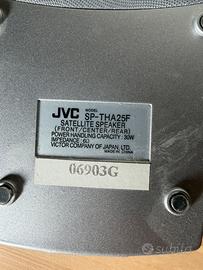 JVC MODEL SP-THA25F
SATELLITE SPEAKER
(FRONT/CENTER/REAR)
POWER HANDLING CAPACITY: 30W
IMPEDANCE: 6Ω
VICTOR COMPANY OF JAPAN, LTD.
MADE IN CHINA
06903G
subito